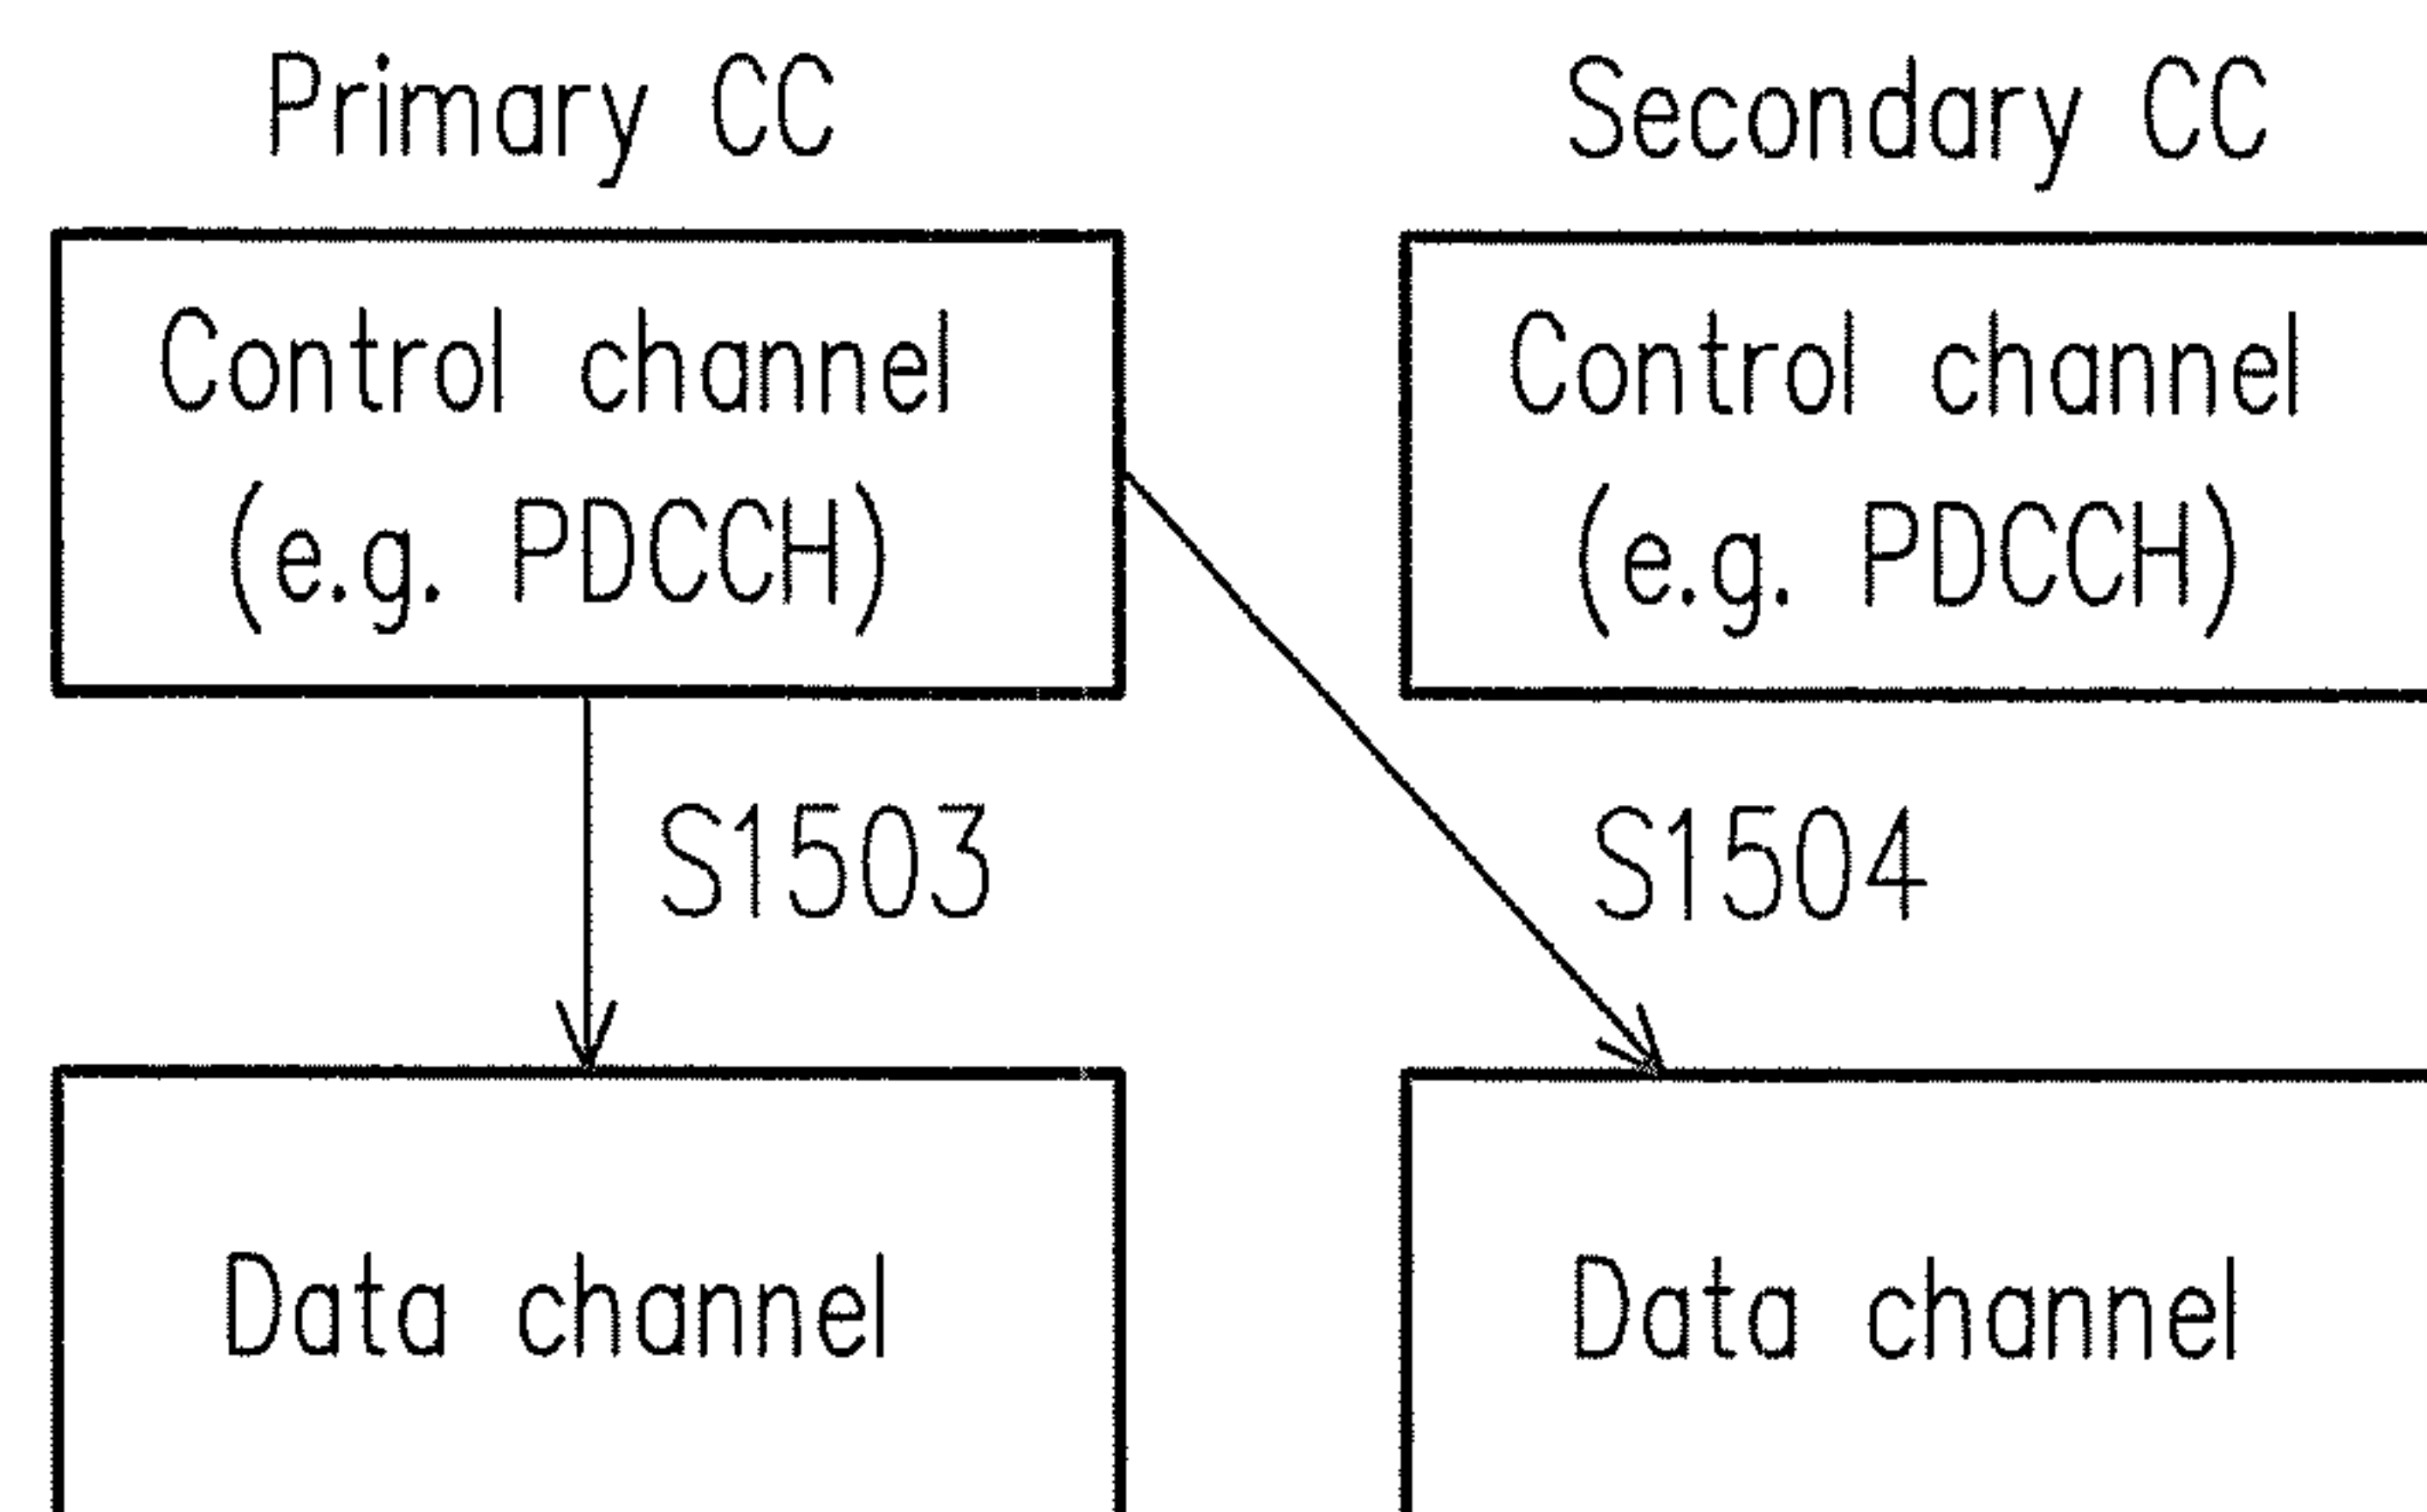 Primary CC
Secondary CC
Control channel
(e.g. PDCCH)
Control channel
(e.g. PDCCH)
S1503
S1504
Data channel
Data channel